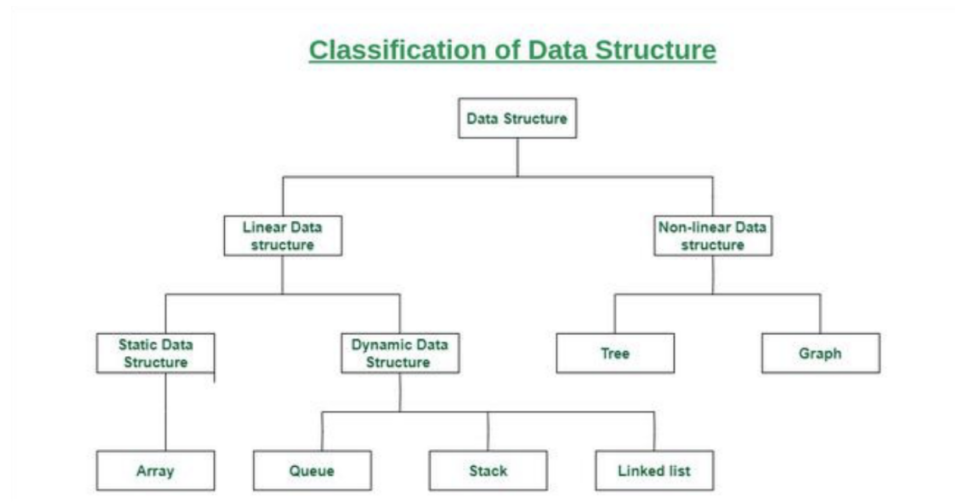 Classification of Data Structure
Data Structure
Linear Data
structure
Non-linear Data
structure
Static Data
Structure
Dynamic Data
Structure
Tree
Graph
Array
Queue
Stack
Linked list